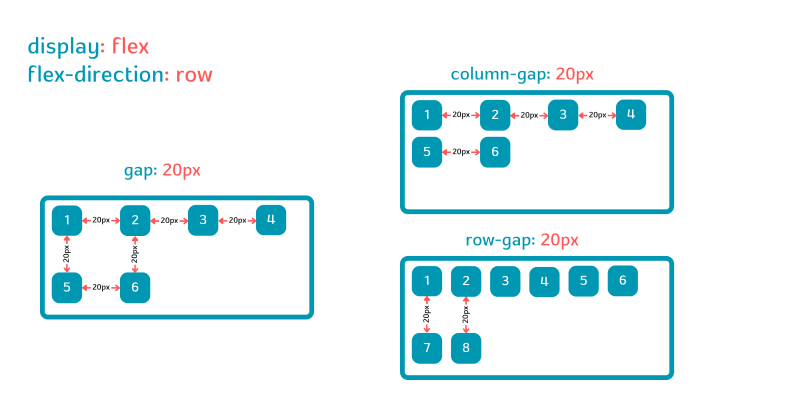 display: flex
flex-direction: row
gap: 20px
1 20px 2 20px 3 20px 4
20px 20px
5 20px 6
column-gap: 20px
1 20px 2 20px 3 20px 4
5 20px 6
row-gap: 20px
1 2 3 4 5 6
20px 20px
7 8